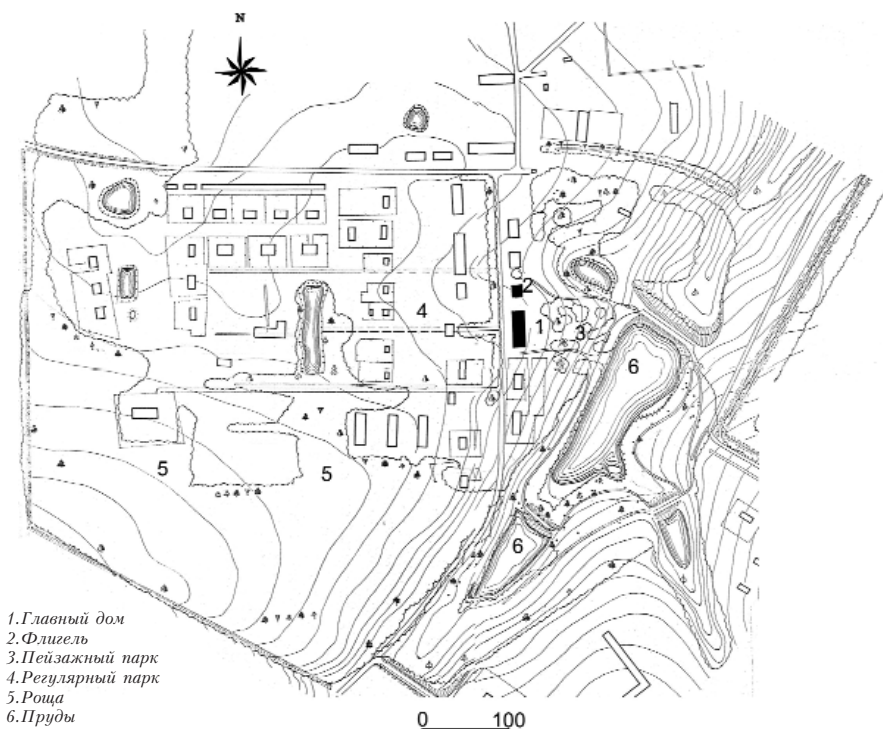 N
4
2
1
3
6
5
5
6
1.Главный дом
2.Флигель
3.Пейзажный парк
4.Регулярный парк
5.Роща
6.Пруды
0 100